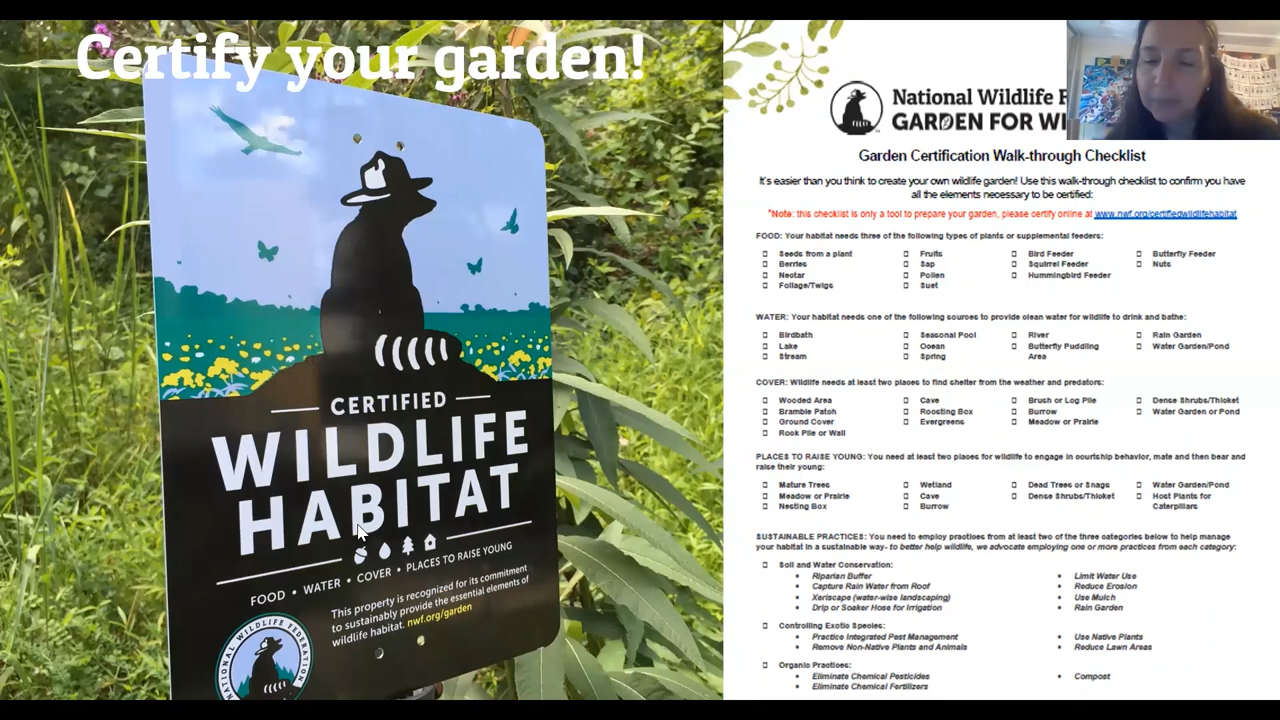 Certify your garden!
CERTIFIED
WILDLIFE
HABITAT
FOOD • WATER • COVER • PLACES TO RAISE YOUNG
This property is recognized for its commitment
to sustainably provide the essential elements of
wildlife habitat. nwf.org/garden
NATIONAL WILDLIFE FEDERATION
National Wildlife F
GARDEN FOR WI
Garden Certification Walk-through Checklist
It's easier than you think to create your own wildlife garden! Use this walk-through checklist to confirm you have
all the elements necessary to be certified:
*Note: this checklist is only a tool to prepare your garden, please certify online at www.nwf.org/certifiedwildlifehabitat
FOOD: Your habitat needs three of the following types of plants or supplemental feeders:
Seeds from a plant Fruits Bird Feeder Butterfly Feeder
Berries Sap Squirrel Feeder Nuts
Nectar Pollen Hummingbird Feeder
Foliage/Twigs Suet
WATER: Your habitat needs one of the following sources to provide clean water for wildlife to drink and bathe:
Birdbath Seasonal Pool River Rain Garden
Lake Ocean Butterfly Puddling Water Garden/Pond
Stream Spring Area
COVER: Wildlife needs at least two places to find shelter from the weather and predators:
Wooded Area Cave Brush or Log Pile Dense Shrubs/Thicket
Bramble Patch Roosting Box Burrow Water Garden or Pond
Ground Cover Evergreens Meadow or Prairie
Rock Pile or Wall
PLACES TO RAISE YOUNG: You need at least two places for wildlife to engage in courtship behavior, mate and then bear and
raise their young:
Mature Trees Wetland Dead Trees or Snags Water Garden/Pond
Meadow or Prairie Cave Dense Shrubs/Thicket Host Plants for
Nesting Box Burrow Caterpillars
SUSTAINABLE PRACTICES: You need to employ practices from at least two of the three categories below to help manage
your habitat in a sustainable way- to better help wildlife, we advocate employing one or more practices from each category:
Soil and Water Conservation:
• Riparian Buffer • Limit Water Use
• Capture Rain Water from Roof • Reduce Erosion
• Xeriscape (water-wise landscaping) • Use Mulch
• Drip or Soaker Hose for Irrigation • Rain Garden
Controlling Exotic Species:
• Practice Integrated Pest Management • Use Native Plants
• Remove Non-Native Plants and Animals • Reduce Lawn Areas
Organic Practices:
• Eliminate Chemical Pesticides • Compost
• Eliminate Chemical Fertilizers